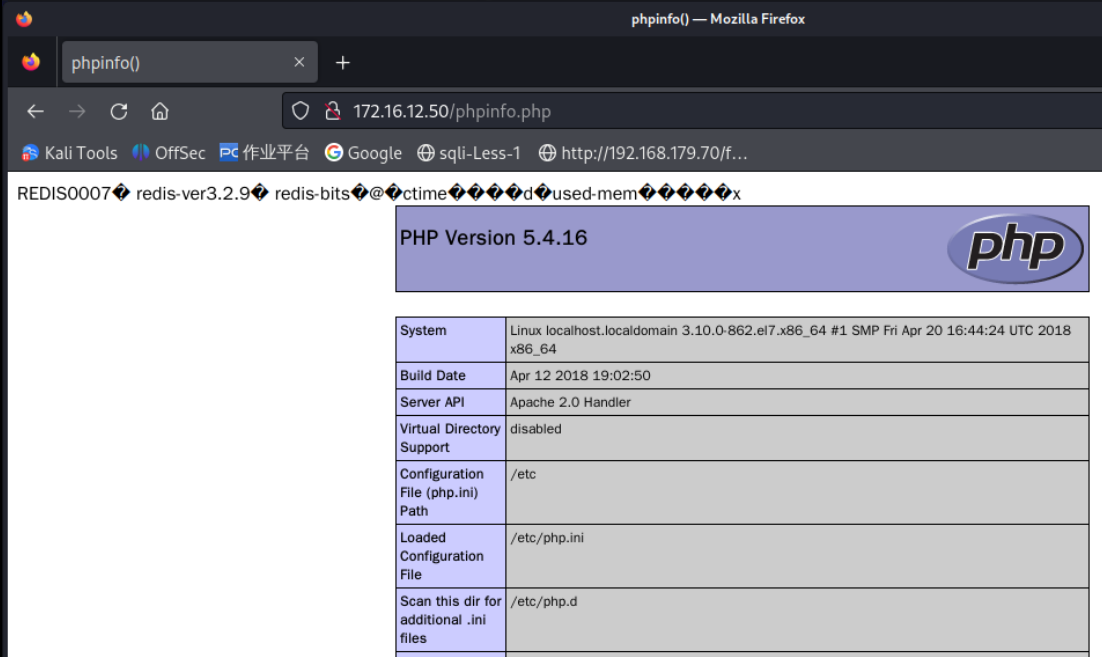 phpinfo() — Mozilla Firefox
phpinfo()
172.16.12.50/phpinfo.php
Kali Tools OffSec PC 作业平台 Google sqli-Less-1 http://192.168.179.70/f...
REDIS0007� redis-ver3.2.9� redis-bits�@�ctime����d�used-mem�����x
PHP Version 5.4.16
php
System Linux localhost.localdomain 3.10.0-862.el7.x86_64 #1 SMP Fri Apr 20 16:44:24 UTC 2018
x86_64
Build Date Apr 12 2018 19:02:50
Server API Apache 2.0 Handler
Virtual Directory disabled
Support
Configuration /etc
File (php.ini)
Path
Loaded /etc/php.ini
Configuration
File
Scan this dir for /etc/php.d
additional .ini
files